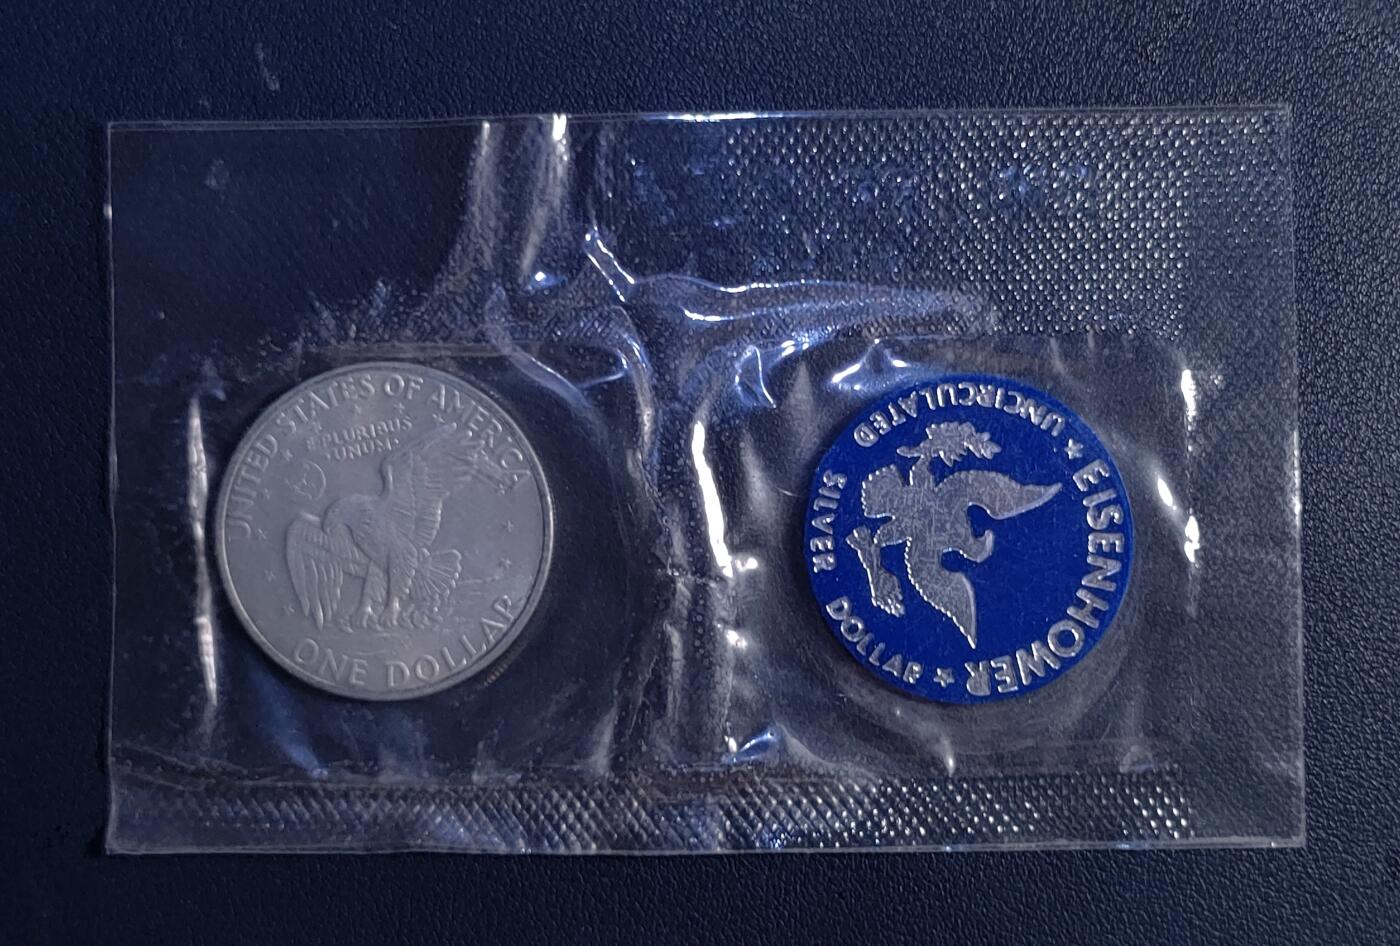 UNITED STATES OF AMERICA
E PLURIBUS
UNUM
ONE DOLLAR
EISENHOWER
UNCIRCULATED SILVER DOLLAR